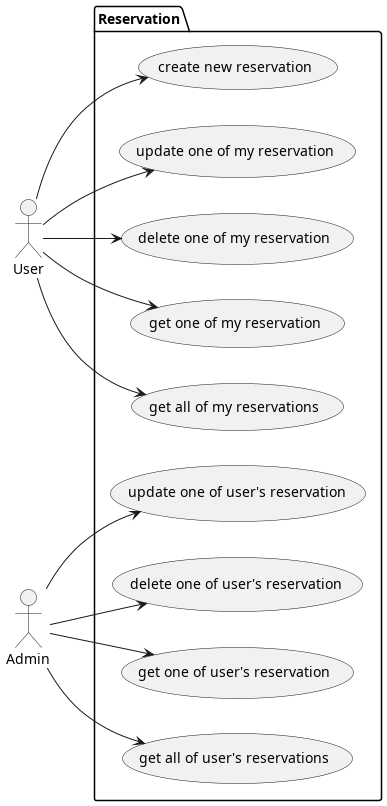 Reservation
create new reservation
update one of my reservation
delete one of my reservation
User
get one of my reservation
get all of my reservations
update one of user's reservation
delete one of user's reservation
Admin
get one of user's reservation
get all of user's reservations